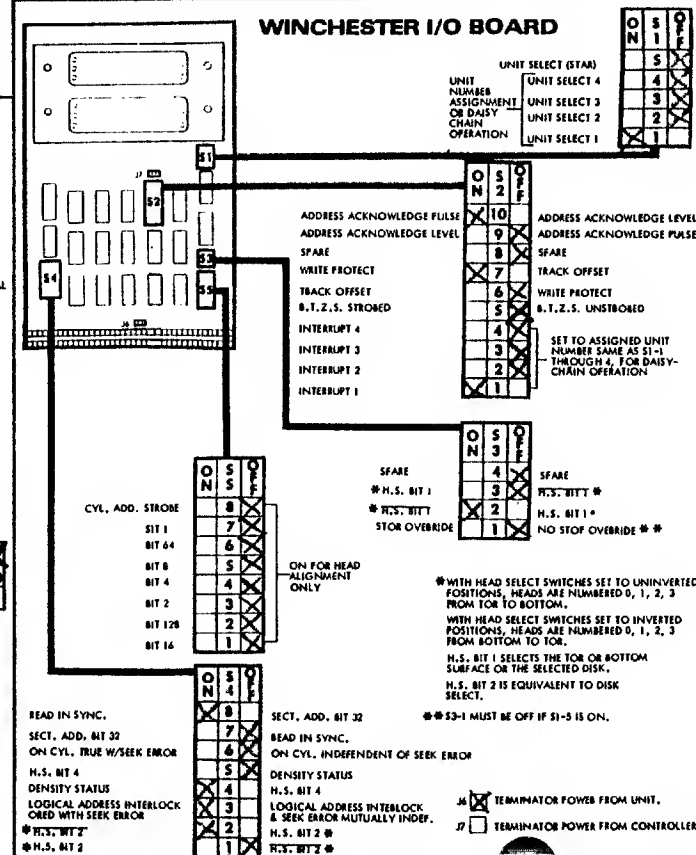 WINCHESTER I/O BOARD
ON S1 OFF
UNIT SELECT (STAR) 5
UNIT NUMBER ASSIGNMENT OR DAISY CHAIN OPERATION
UNIT SELECT 4 4
UNIT SELECT 3 3
UNIT SELECT 2 2
UNIT SELECT 1 1
S1
J7
S2
S3
S4
S5
J6
ON S2 OFF
ADDRESS ACKNOWLEDGE PULSE 10 ADDRESS ACKNOWLEDGE LEVEL
ADDRESS ACKNOWLEDGE LEVEL 9 ADDRESS ACKNOWLEDGE PULSE
SPARE 8 SPARE
WRITE PROTECT 7 TRACK OFFSET
TRACK OFFSET 6 WRITE PROTECT
B.T.Z.S. STROBED 5 B.T.Z.S. UNSTROBED
INTERRUPT 4 4
INTERRUPT 3 3
INTERRUPT 2 2
INTERRUPT 1 1
SET TO ASSIGNED UNIT
NUMBER SAME AS S1-1
THROUGH 4, FOR DAISY-
CHAIN OPERATION
ON S3 OFF
SPARE 4 SPARE
* H.S. BIT 1 3 H.S. BIT 1 *
* H.S. BIT 1 2 H.S. BIT 1 *
STOP OVERRIDE 1 NO STOP OVERRIDE * *
ON S5 OFF
CYL. ADD. STROBE 8
BIT 1 7
BIT 64 6
BIT 8 5
BIT 4 4
BIT 2 3
BIT 128 2
BIT 16 1
ON FOR HEAD
ALIGNMENT
ONLY
* WITH HEAD SELECT SWITCHES SET TO UNINVERTED
POSITIONS, HEADS ARE NUMBERED 0, 1, 2, 3
FROM TOP TO BOTTOM.
WITH HEAD SELECT SWITCHES SET TO INVERTED
POSITIONS, HEADS ARE NUMBERED 0, 1, 2, 3
FROM BOTTOM TO TOP.
H.S. BIT 1 SELECTS THE TOP OR BOTTOM
SURFACE OR THE SELECTED DISK.
H.S. BIT 2 IS EQUIVALENT TO DISK
SELECT.
** S3-1 MUST BE OFF IF S1-5 IS ON.
ON S4 OFF
READ IN SYNC. 8 SECT. ADD. BIT 32
SECT. ADD. BIT 32 7 READ IN SYNC.
ON CYL. TRUE W/SEEK ERROR 6 ON CYL. INDEPENDENT OF SEEK ERROR
H.S. BIT 4 5 DENSITY STATUS
DENSITY STATUS 4 H.S. BIT 4
LOGICAL ADDRESS INTERLOCK 3 LOGICAL ADDRESS INTERLOCK
ORED WITH SEEK ERROR & SEEK ERROR MUTUALLY INDEP.
* H.S. BIT 2 2 H.S. BIT 2 *
* H.S. BIT 2 1 H.S. BIT 2 *
J6 TERMINATOR POWER FROM UNIT.
J7 TERMINATOR POWER FROM CONTROLLER